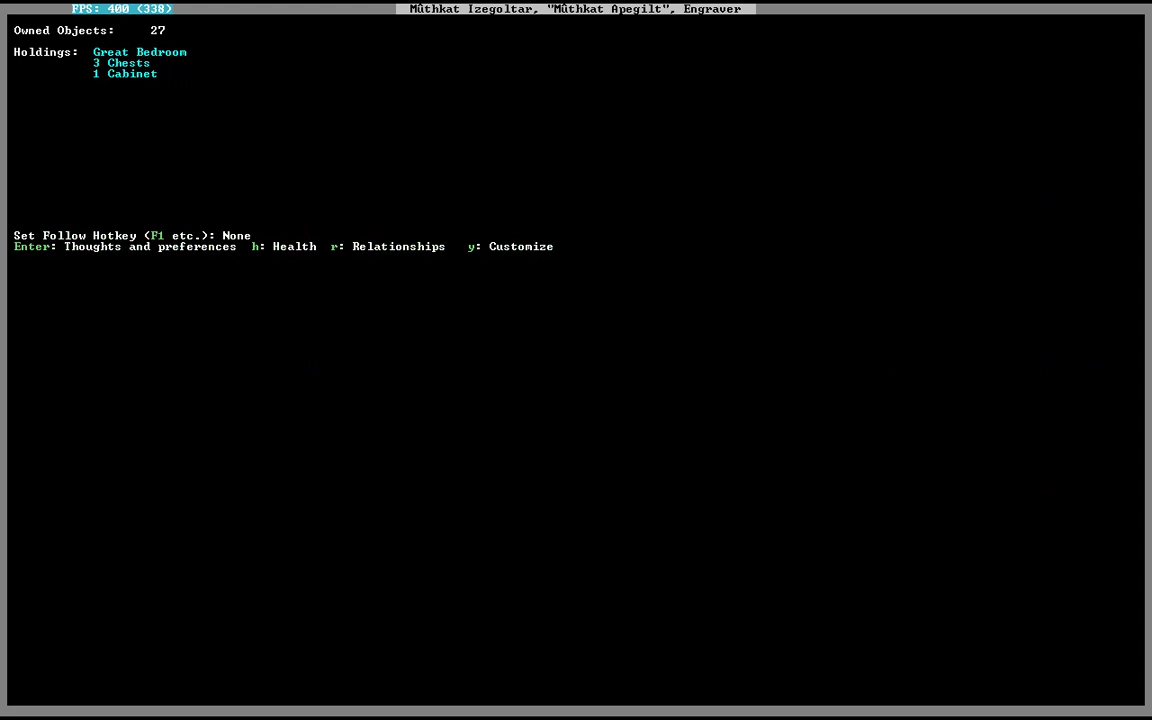 FPS: 400 (338)
Mûthkat Izegoltar, "Mûthkat Apegilt", Engraver
Owned Objects: 27
Holdings: Great Bedroom
3 Chests
1 Cabinet
Set Follow Hotkey (F1 etc.): None
Enter: Thoughts and preferences h: Health r: Relationships y: Customize